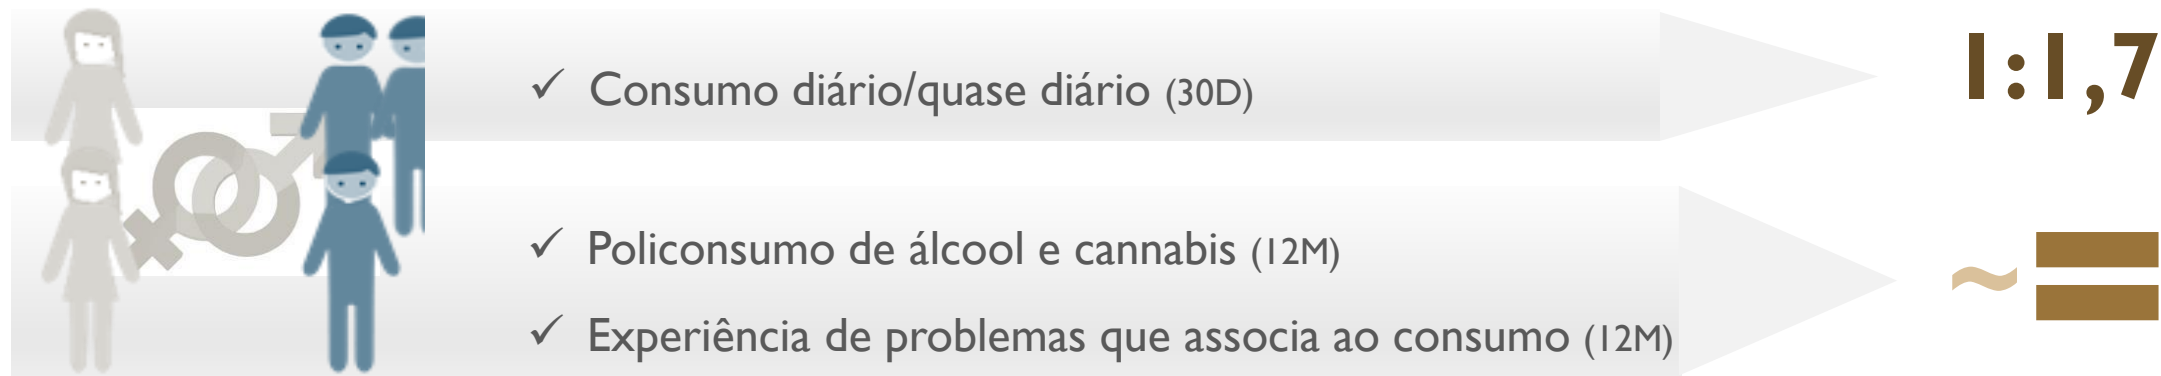 ✓ Consumo diário/quase diário (30D)
1:1,7
✓ Policonsumo de álcool e cannabis (12M)
✓ Experiência de problemas que associa ao consumo (12M)
~=